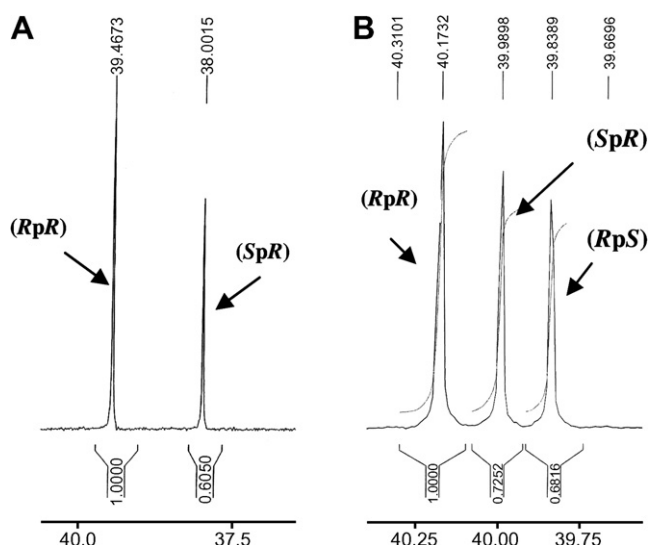 A
39.4673
38.0015
(RpR)
(SpR)
1.0000
0.6050
40.0
37.5
B
40.3101
40.1732
39.9898
39.8389
39.6696
(SpR)
(RpR)
(RpS)
1.0000
0.7252
0.6816
40.25
40.00
39.75